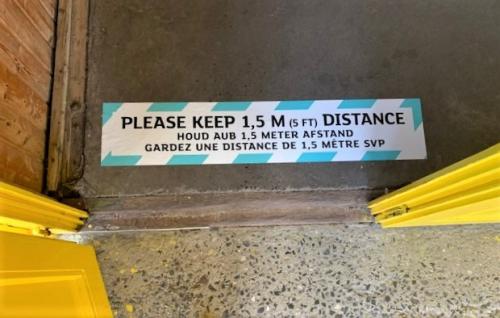 PLEASE KEEP 1,5 M (5 FT) DISTANCE
HOUD AUB 1,5 METER AFSTAND
GARDEZ UNE DISTANCE DE 1,5 MÈTRE SVP